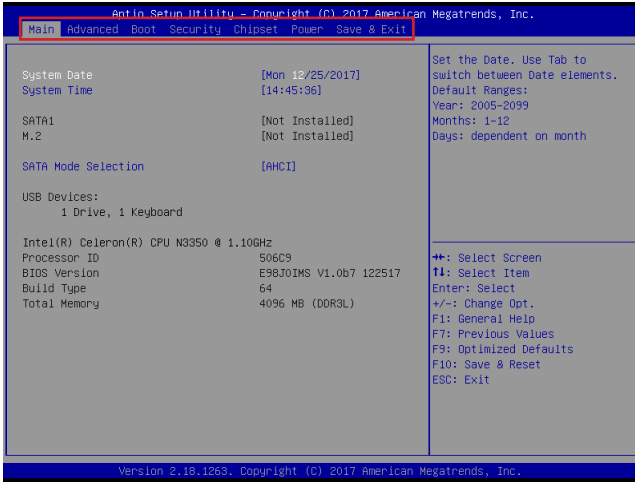 Aptio Setup Utility – Copyright (C) 2017 American Megatrends, Inc.
Main Advanced Boot Security Chipset Power Save & Exit
System Date [Mon 12/25/2017]
System Time [14:45:36]
SATA1 [Not Installed]
M.2 [Not Installed]
SATA Mode Selection [AHCI]
USB Devices:
1 Drive, 1 Keyboard
Intel(R) Celeron(R) CPU N3350 @ 1.10GHz
Processor ID 506C9
BIOS Version E98J0IMS V1.0b7 122517
Build Type 64
Total Memory 4096 MB (DDR3L)
Set the Date. Use Tab to
switch between Date elements.
Default Ranges:
Year: 2005-2099
Months: 1-12
Days: dependent on month
→←: Select Screen
↑↓: Select Item
Enter: Select
+/-: Change Opt.
F1: General Help
F7: Previous Values
F9: Optimized Defaults
F10: Save & Reset
ESC: Exit
Version 2.18.1263. Copyright (C) 2017 American Megatrends, Inc.